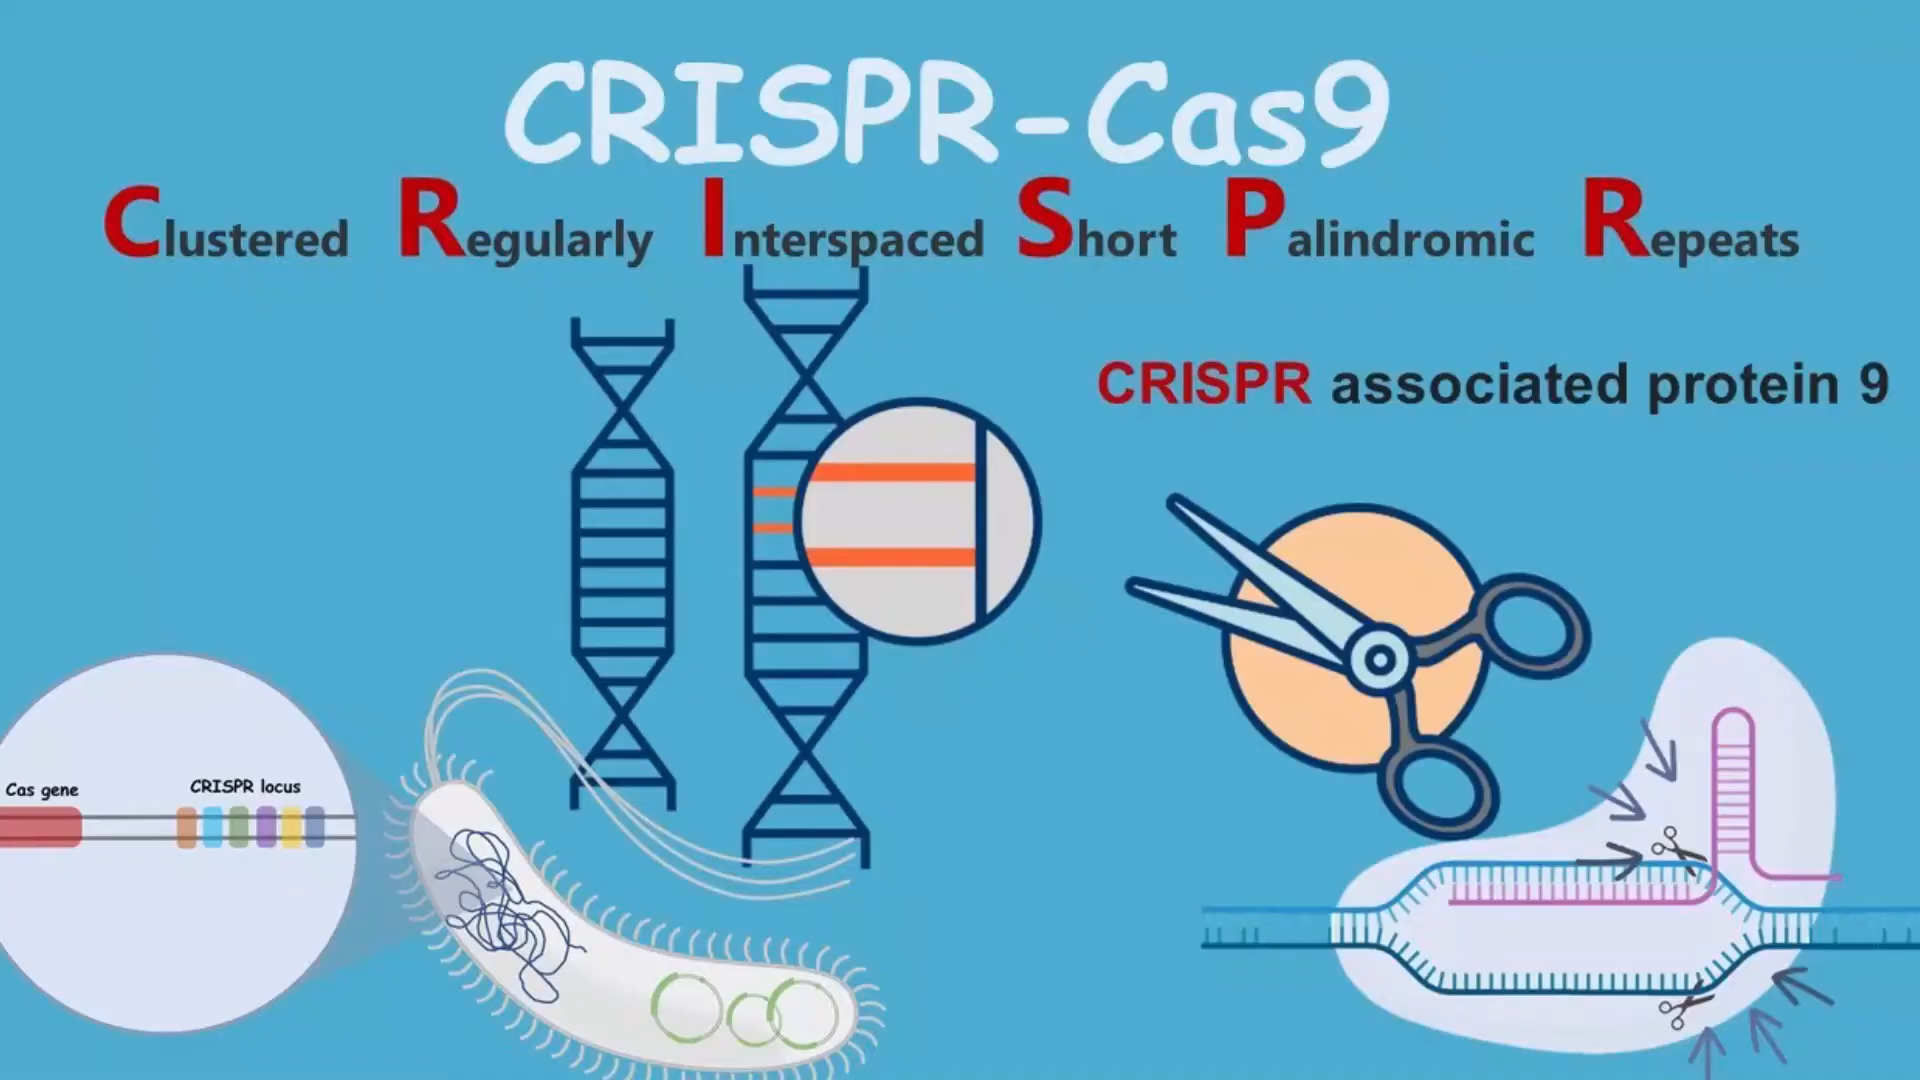 CRISPR-Cas9
Clustered Regularly Interspaced Short Palindromic Repeats
CRISPR associated protein 9
Cas gene
CRISPR locus